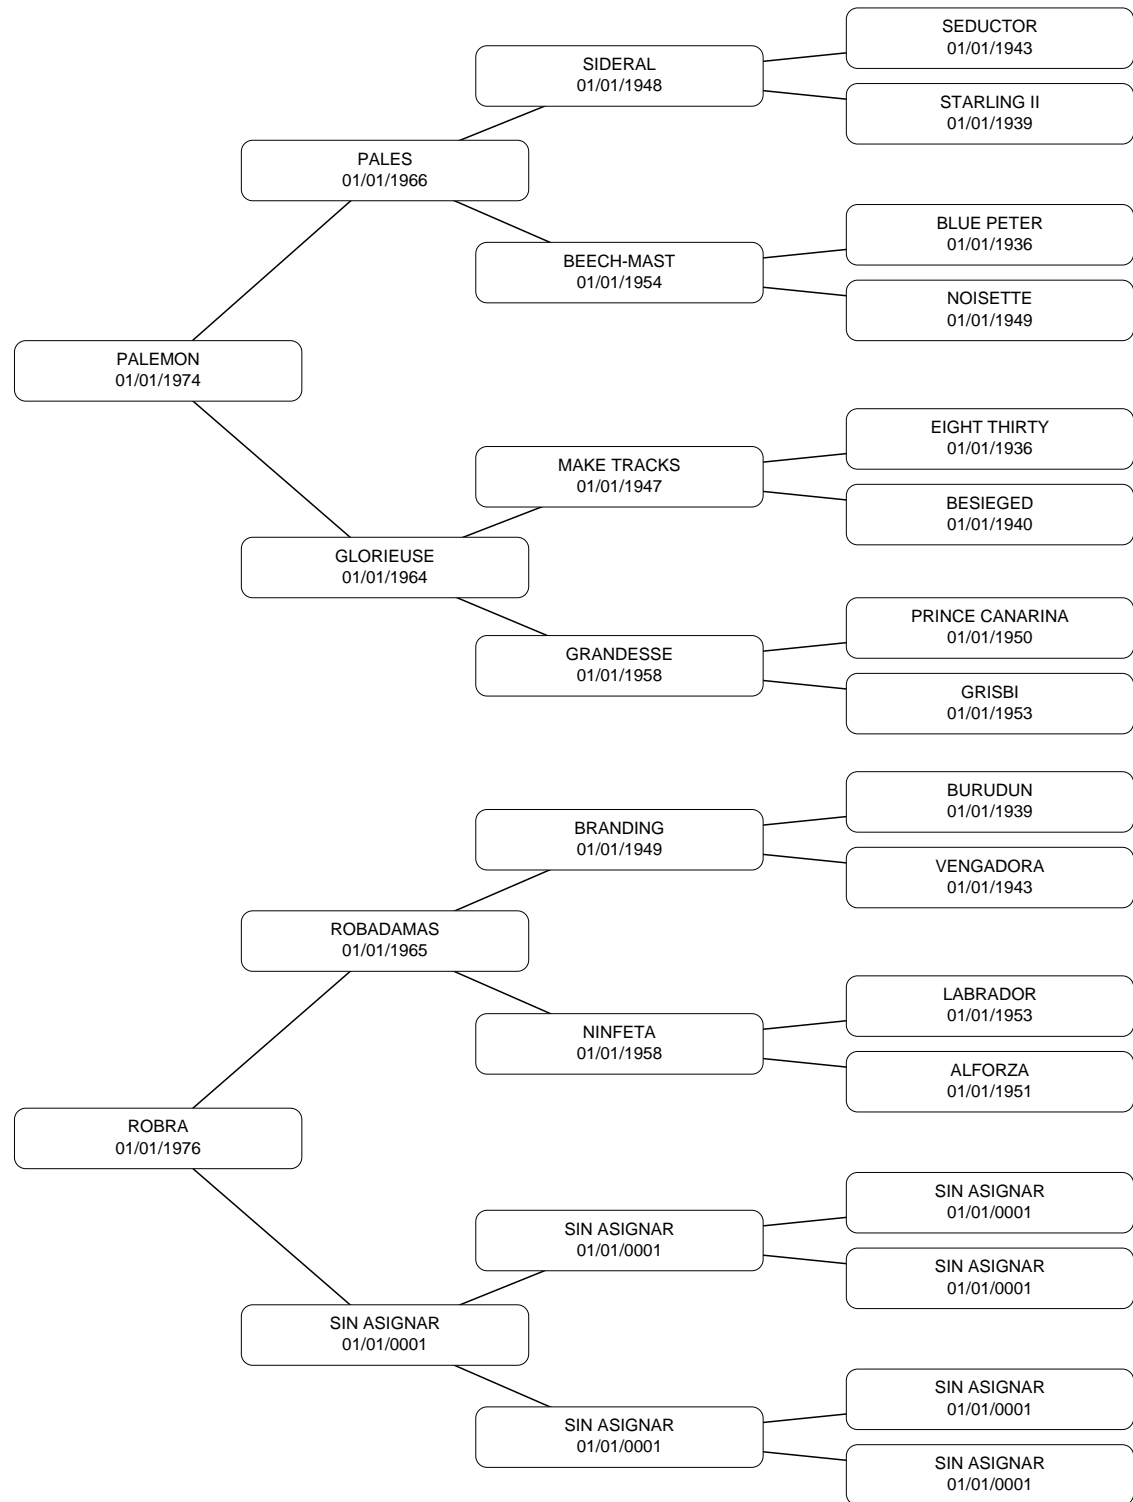 SEDUCTOR
01/01/1943
SIDERAL
01/01/1948
STARLING II
01/01/1939
PALES
01/01/1966
BLUE PETER
01/01/1936
BEECH-MAST
01/01/1954
NOISETTE
01/01/1949
PALEMON
01/01/1974
EIGHT THIRTY
01/01/1936
MAKE TRACKS
01/01/1947
BESIEGED
01/01/1940
GLORIEUSE
01/01/1964
PRINCE CANARINA
01/01/1950
GRANDESSE
01/01/1958
GRISBI
01/01/1953
BURUDUN
01/01/1939
BRANDING
01/01/1949
VENGADORA
01/01/1943
ROBADAMAS
01/01/1965
LABRADOR
01/01/1953
NINFETA
01/01/1958
ALFORZA
01/01/1951
ROBRA
01/01/1976
SIN ASIGNAR
01/01/0001
SIN ASIGNAR
01/01/0001
SIN ASIGNAR
01/01/0001
SIN ASIGNAR
01/01/0001
SIN ASIGNAR
01/01/0001
SIN ASIGNAR
01/01/0001
SIN ASIGNAR
01/01/0001